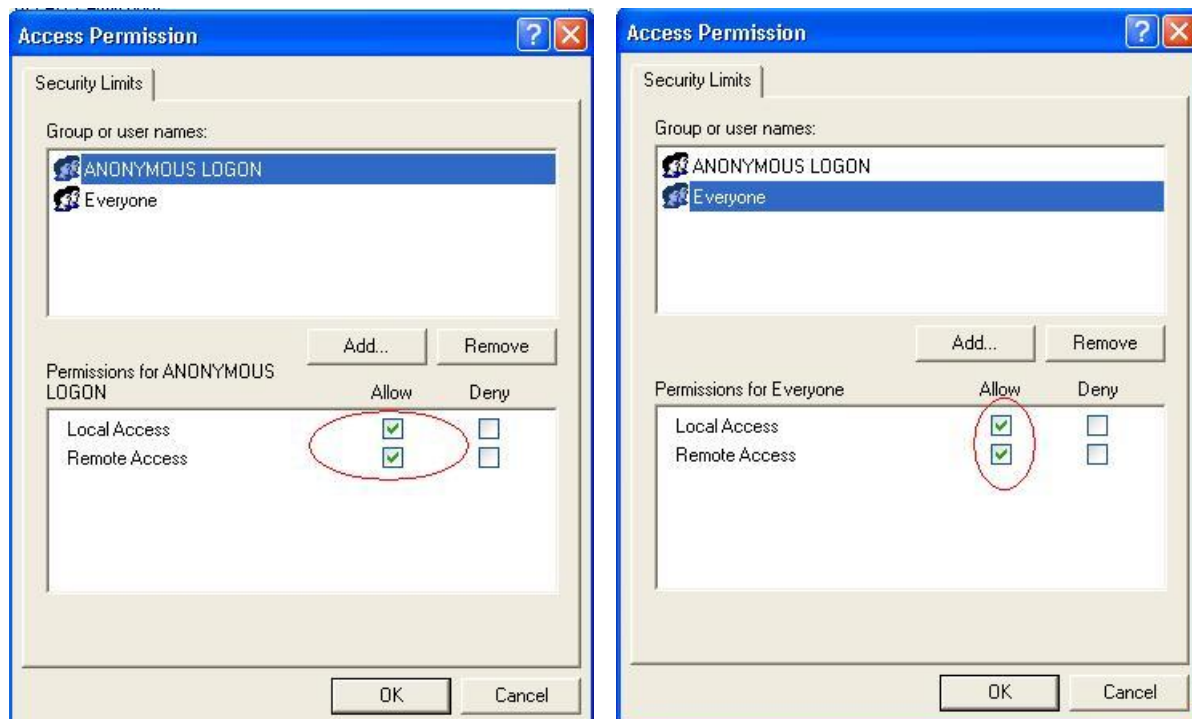 Access Permission
Security Limits
Group or user names:
ANONYMOUS LOGON
Everyone
Add... Remove
Permissions for ANONYMOUS
LOGON Allow Deny
Local Access
Remote Access
OK Cancel
Access Permission
Security Limits
Group or user names:
ANONYMOUS LOGON
Everyone
Add... Remove
Permissions for Everyone Allow Deny
Local Access
Remote Access
OK Cancel